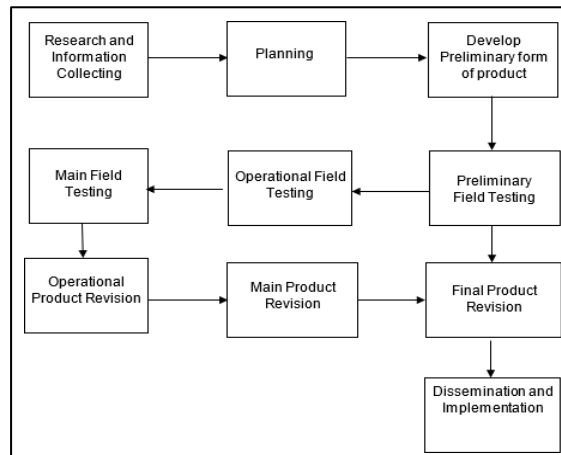 Research and
Information
Collecting
Planning
Develop
Preliminary form
of product
Main Field
Testing
Operational Field
Testing
Preliminary
Field Testing
Operational
Product Revision
Main Product
Revision
Final Product
Revision
Dissemination and
Implementation